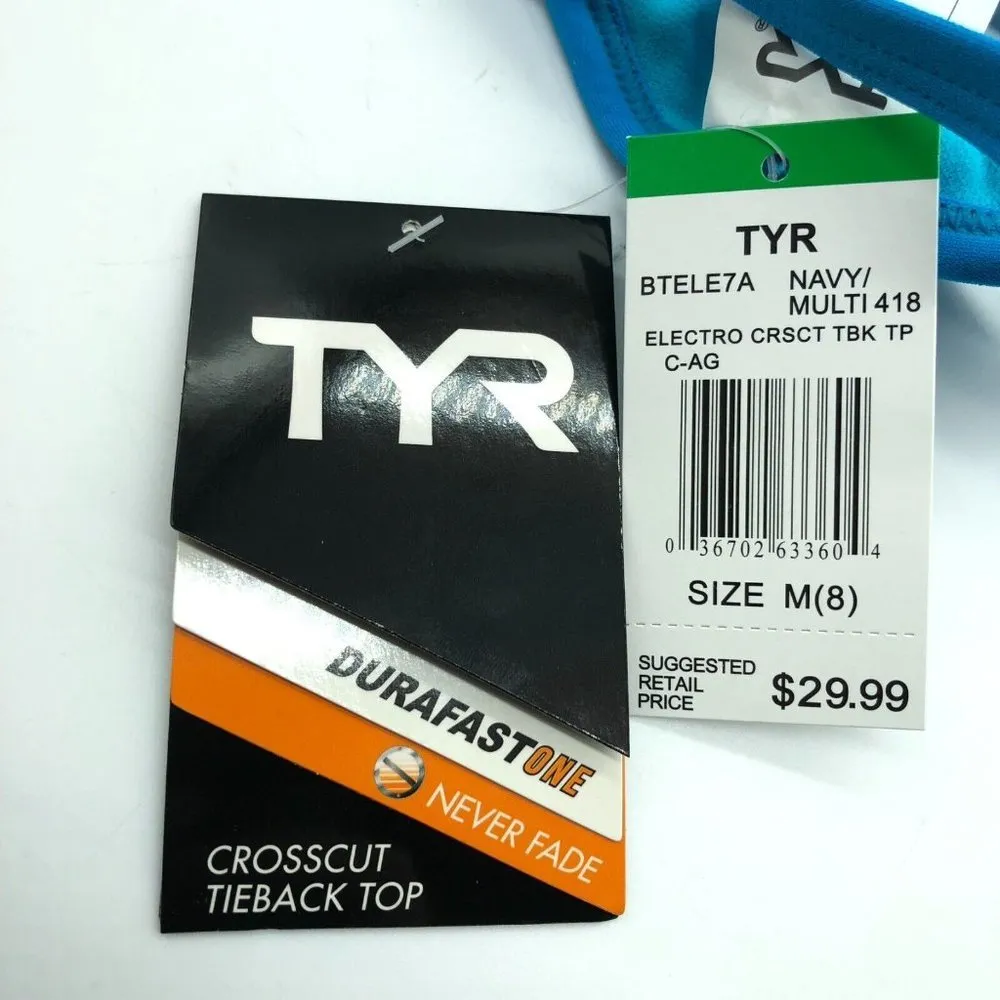 TYR
DURAFASTONE
NEVER FADE
CROSSCUT
TIEBACK TOP
TYR
®
TYR
BTELE7A NAVY/
MULTI 418
ELECTRO CRSCT TBK TP
C-AG
0 36702 63360 4
SIZE M(8)
SUGGESTED
RETAIL
PRICE
$29.99